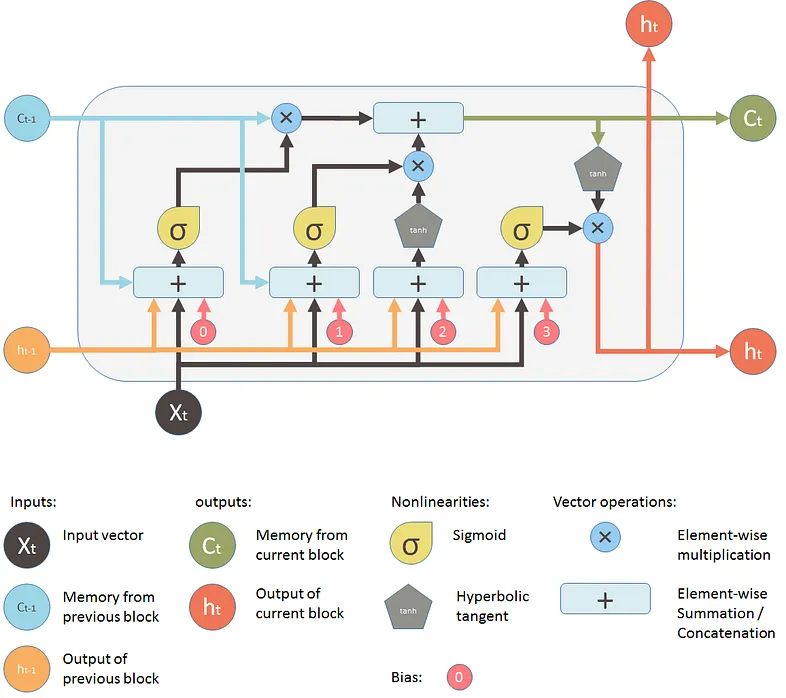 ht
Ct-1
×
+
Ct
×
tanh
tanh
σ
σ
σ
×
+
+
+
+
0
1
2
3
ht-1
ht
Xt
Inputs:
outputs:
Nonlinearities:
Vector operations:
Xt
Input vector
Ct
Memory from
current block
σ
Sigmoid
×
Element-wise
multiplication
Ct-1
Memory from
previous block
ht
Output of
current block
tanh
Hyperbolic
tangent
+
Element-wise
Summation /
Concatenation
ht-1
Output of
previous block
Bias:
0